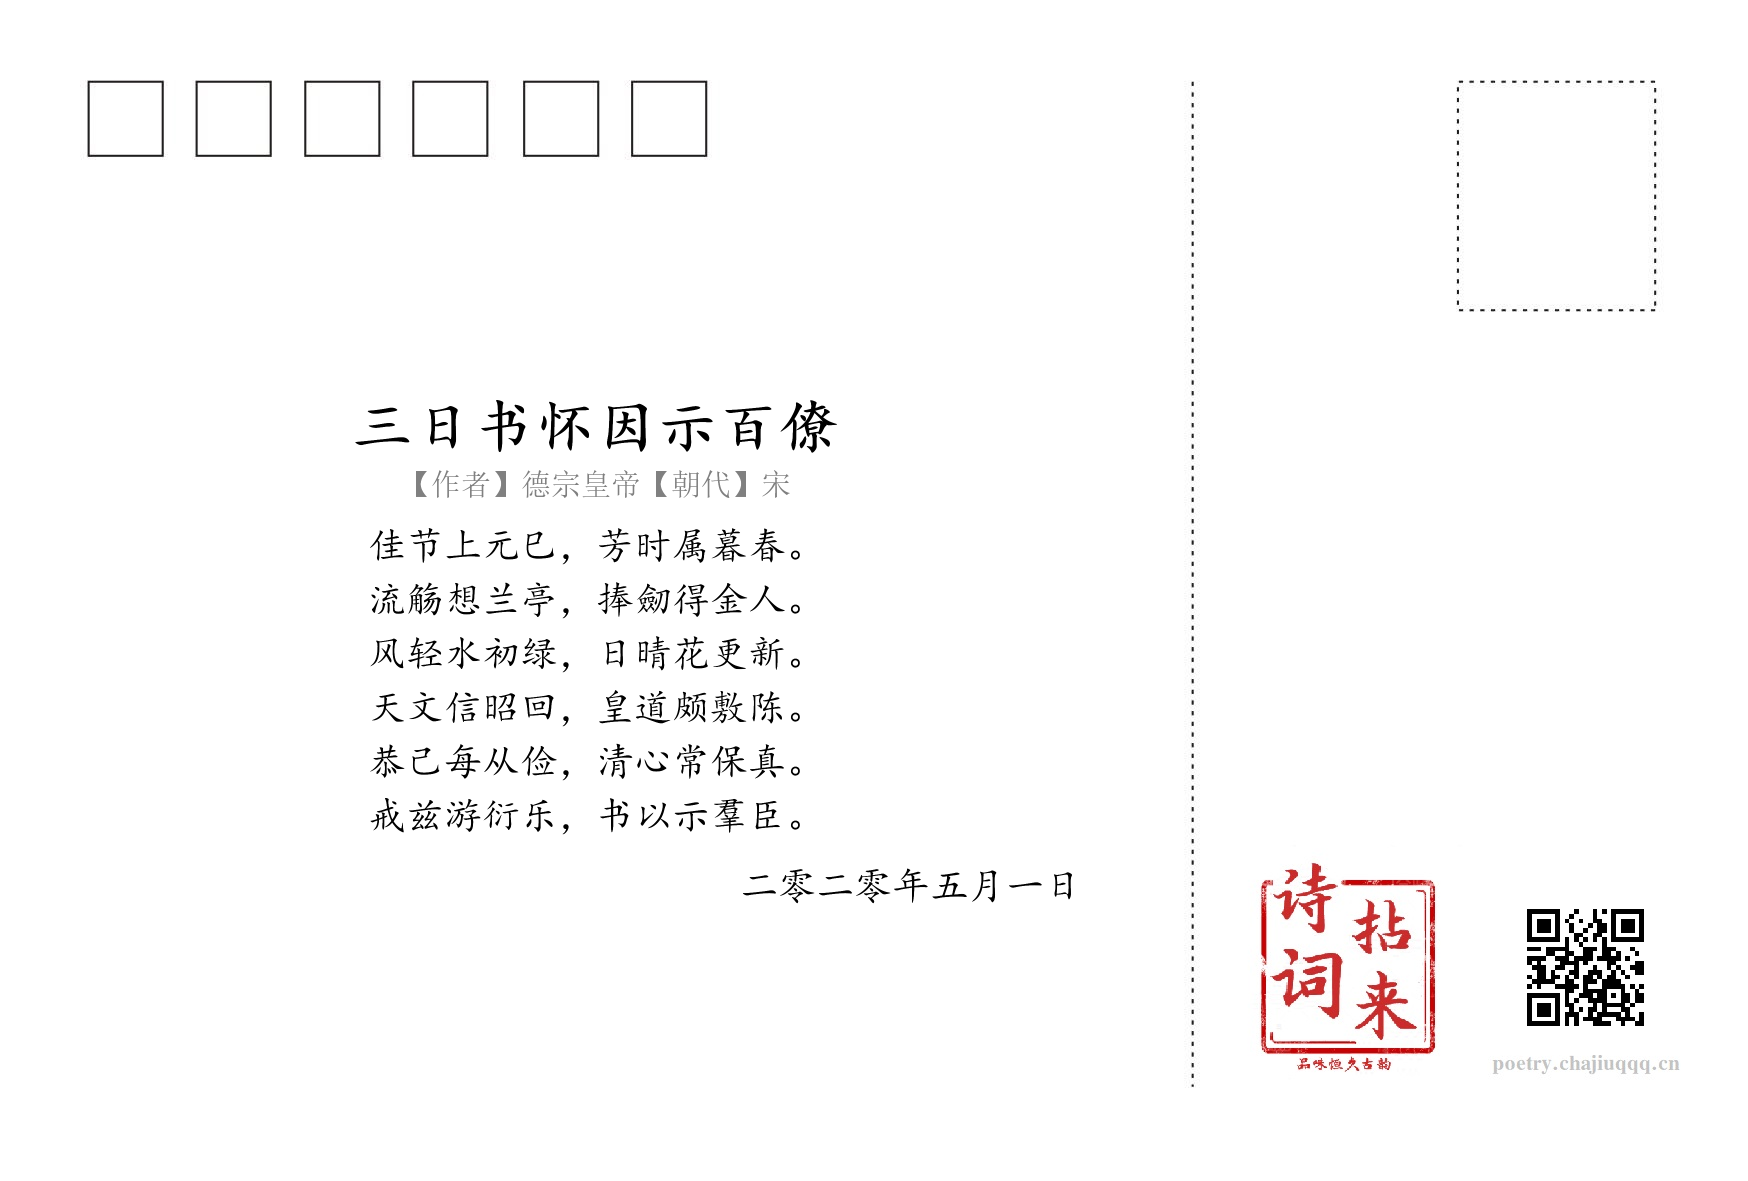 三日书怀因示百僚
【作者】德宗皇帝【朝代】宋
佳节上元巳，芳时属暮春。
流觞想兰亭，捧劒得金人。
风轻水初绿，日晴花更新。
天文信昭回，皇道颇敷陈。
恭己每从俭，清心常保真。
戒兹游衍乐，书以示羣臣。
二零二零年五月一日
拈来
诗词
品味恒久古韵
poetry.chajiuqqq.cn